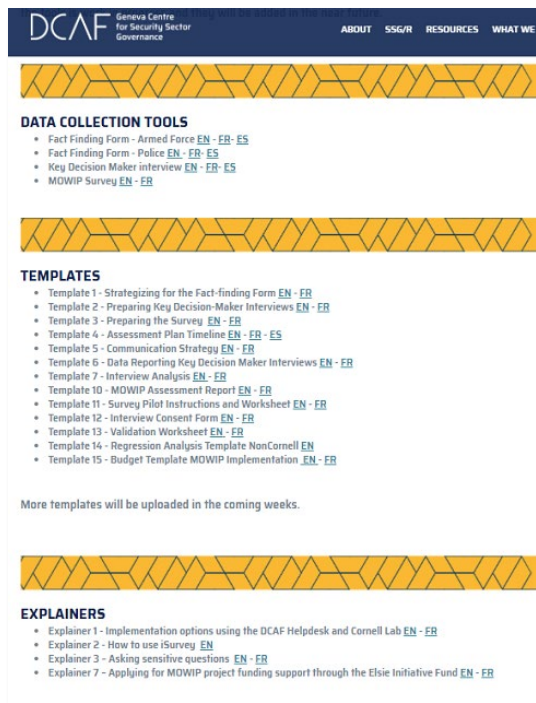 and they will be added in the near future.
DCAF Geneva Centre
for Security Sector
Governance
ABOUT SSG/R RESOURCES WHAT WE
DATA COLLECTION TOOLS
• Fact Finding Form - Armed Force EN - FR- ES
• Fact Finding Form - Police EN - FR- ES
• Key Decision Maker interview EN - FR- ES
• MOWIP Survey EN - FR
TEMPLATES
• Template 1 - Strategizing for the Fact-finding Form EN - FR
• Template 2 - Preparing Key Decision-Maker Interviews EN - FR
• Template 3 - Preparing the Survey EN - FR
• Template 4 - Assessment Plan Timeline EN - FR - ES
• Template 5 - Communication Strategy EN - FR
• Template 6 - Data Reporting Key Decision Maker Interviews EN - FR
• Template 7 - Interview Analysis EN - FR
• Template 10 - MOWIP Assessment Report EN - FR
• Template 11 - Survey Pilot Instructions and Worksheet EN - FR
• Template 12 - Interview Consent Form EN - FR
• Template 13 - Validation Worksheet EN - FR
• Template 14 - Regression Analysis Template NonCornell EN
• Template 15 - Budget Template MOWIP Implementation EN - FR
More templates will be uploaded in the coming weeks.
EXPLAINERS
• Explainer 1 - Implementation options using the DCAF Helpdesk and Cornell Lab EN - FR
• Explainer 2 - How to use iSurvey EN
• Explainer 3 – Asking sensitive questions EN - FR
• Explainer 7 – Applying for MOWIP project funding support through the Elsie Initiative Fund EN - FR